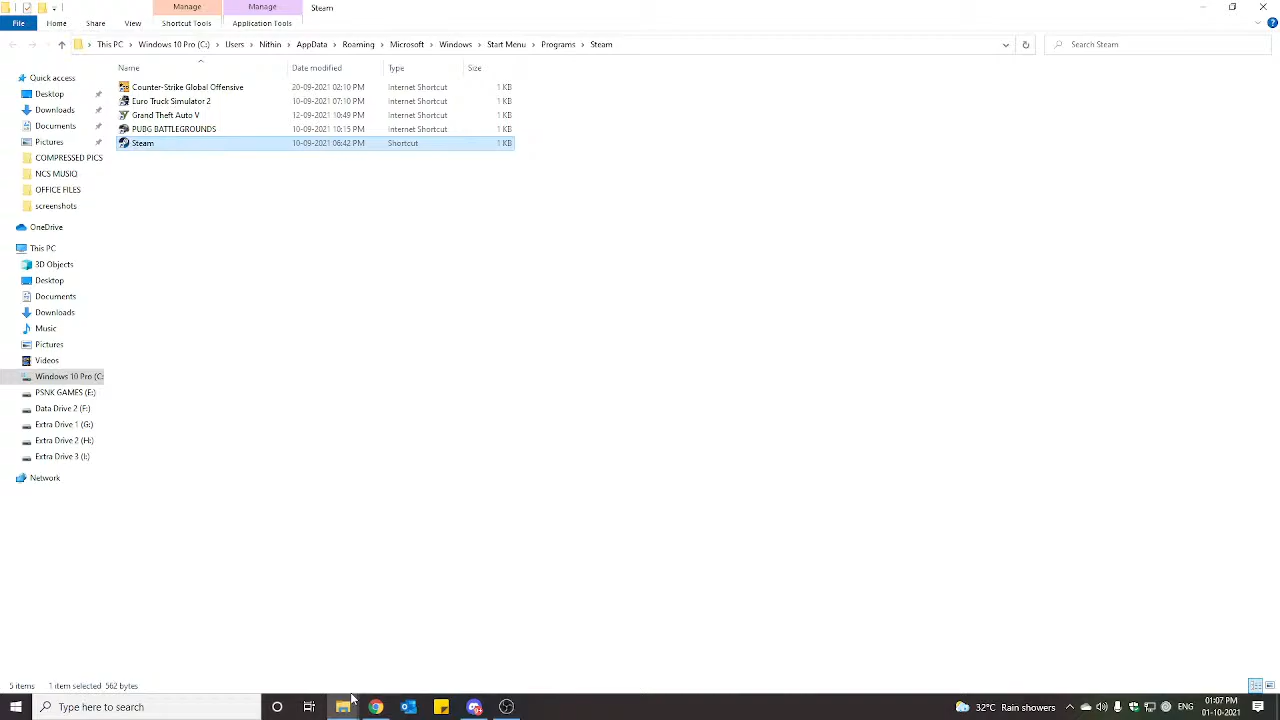 Manage
Manage
Steam
File
Home
Share
View
Shortcut Tools
Application Tools
This PC
Windows 10 Pro (C:)
Users
Nithin
AppData
Roaming
Microsoft
Windows
Start Menu
Programs
Steam
Search Steam
Name
Date modified
Type
Size
Counter-Strike Global Offensive 20-09-2021 02:10 PM Internet Shortcut 1 KB
Euro Truck Simulator 2 10-09-2021 07:10 PM Internet Shortcut 1 KB
Grand Theft Auto V 12-09-2021 10:49 PM Internet Shortcut 1 KB
PUBG BATTLEGROUNDS 10-09-2021 10:15 PM Internet Shortcut 1 KB
Steam 10-09-2021 06:42 PM Shortcut 1 KB
Quick access
Desktop
Downloads
Documents
Pictures
COMPRESSED PICS
NCS MUSIQ
OFFICE FILES
screenshots
OneDrive
This PC
3D Objects
Desktop
Documents
Downloads
Music
Pictures
Videos
Windows 10 Pro (C:
PSNK GAMES (E:)
Data Drive 2 (F:)
Extra Drive 1 (G:)
Extra Drive 2 (H:)
Extra Drive 3 (I:)
Network
5 items 1 item selected 562 bytes
Type here to search
32°C Rain showers
ENG
01:07 PM
01-10-2021